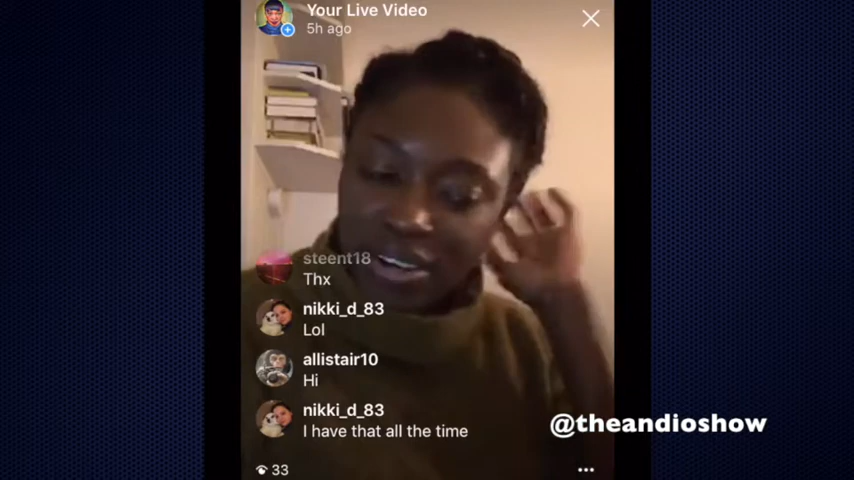 Your Live Video
5h ago
steent18
Thx
nikki_d_83
Lol
allistair10
Hi
nikki_d_83
I have that all the time
@theandioshow
33